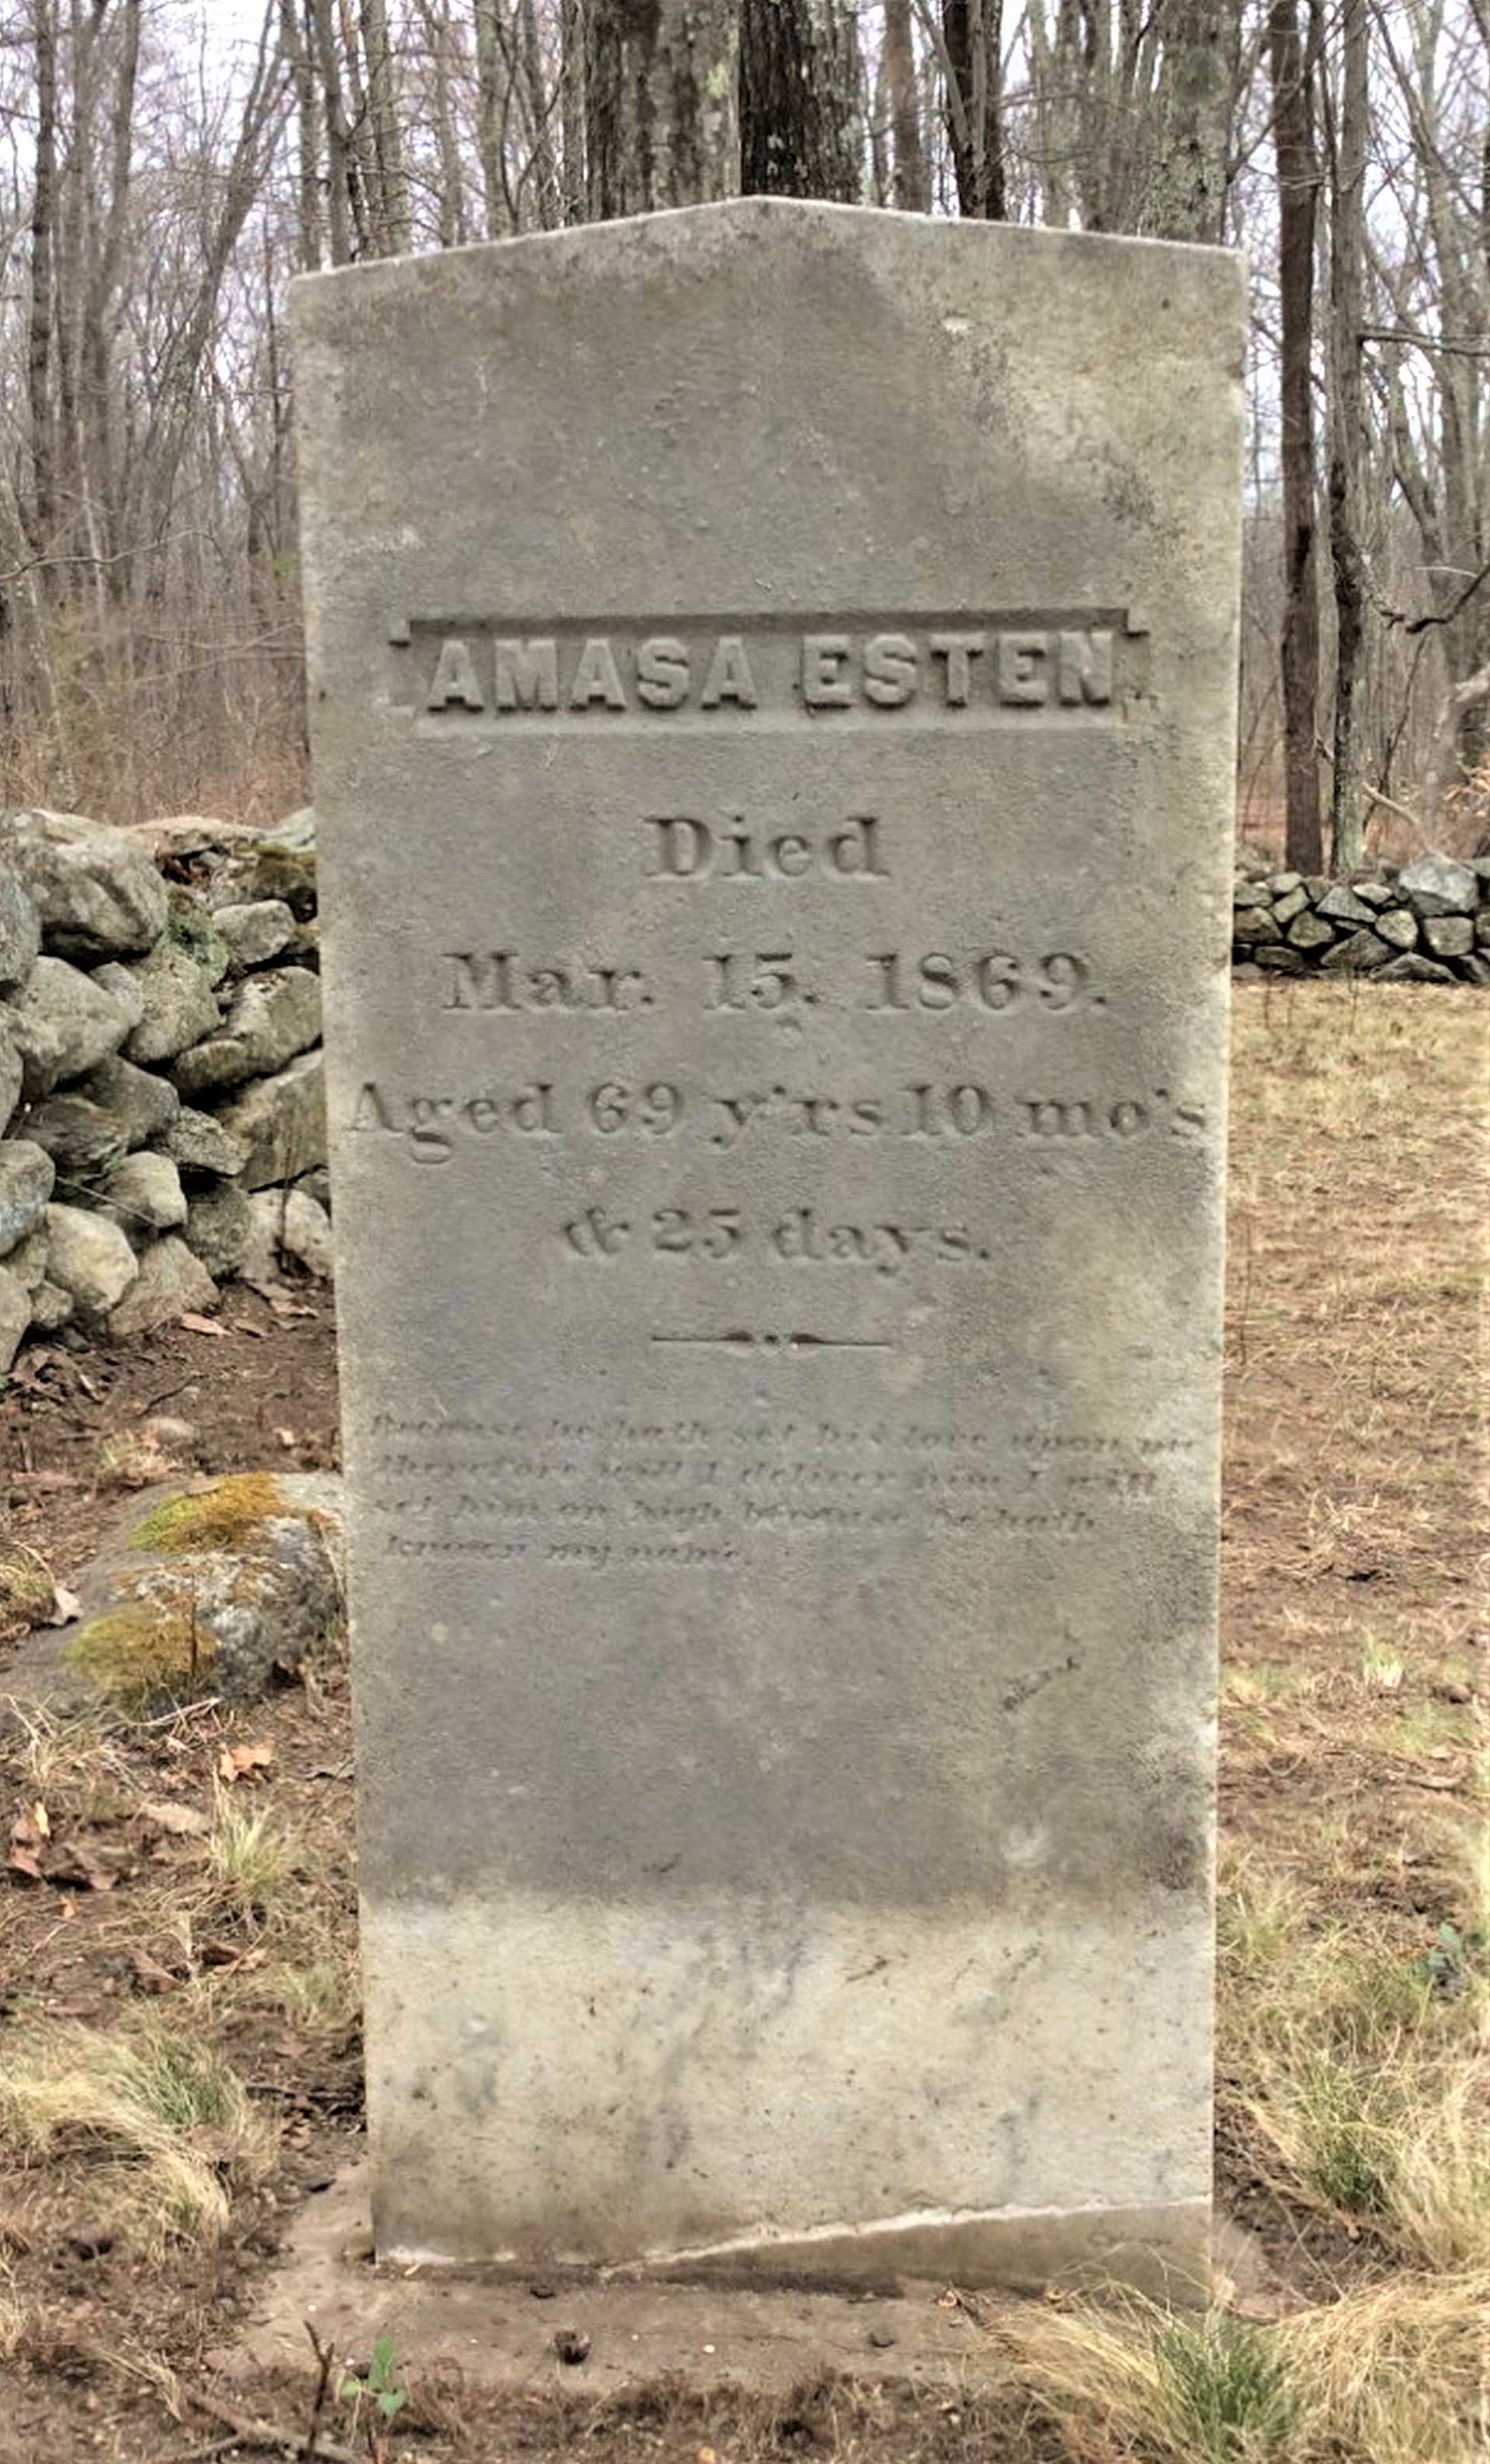 AMASA ESTEN
Died
Mar. 15, 1869.
Aged 69 y'rs 10 mo's
& 25 days.
Because he hath set his love upon me
therefore will I deliver him I will
set him on high because he hath
known my name.